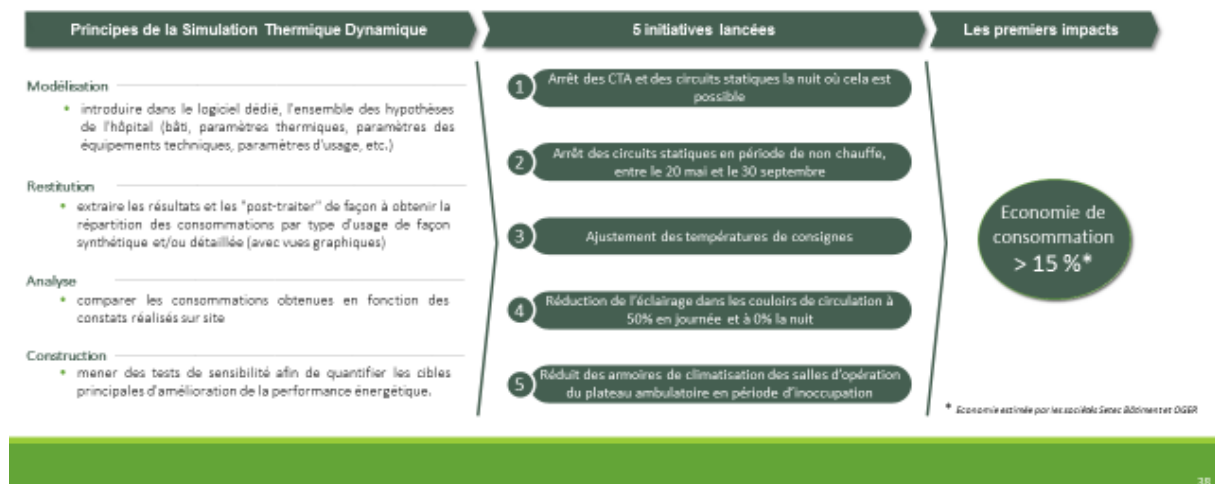 Principes de la Simulation Thermique Dynamique
Modélisation
• introduire dans le logiciel dédié, l'ensemble des hypothèses
de l'hôpital (bâti, paramètres thermiques, paramètres des
équipements techniques, paramètres d'usage, etc.)
Restitution
• extraire les résultats et les "post-traiter" de façon à obtenir la
répartition des consommations par type d'usage de façon
synthétique et/ou détaillée (avec vues graphiques)
Analyse
• comparer les consommations obtenues en fonction des
constats réalisés sur site
Construction
• mener des tests de sensibilité afin de quantifier les cibles
principales d'amélioration de la performance énergétique.
5 initiatives lancées
1 Arrêt des CTA et des circuits statiques la nuit où cela est
possible
2 Arrêt des circuits statiques en période de non chauffe,
entre le 20 mai et le 30 septembre
3 Ajustement des températures de consignes
4 Réduction de l'éclairage dans les couloirs de circulation à
50% en journée et à 0% la nuit
5 Réduit des armoires de climatisation des salles d'opération
du plateau ambulatoire en période d'inoccupation
Les premiers impacts
Economie de
consommation
> 15 %*
* Economie estimée par les sociétés Setec Bâtiment et OGER
38